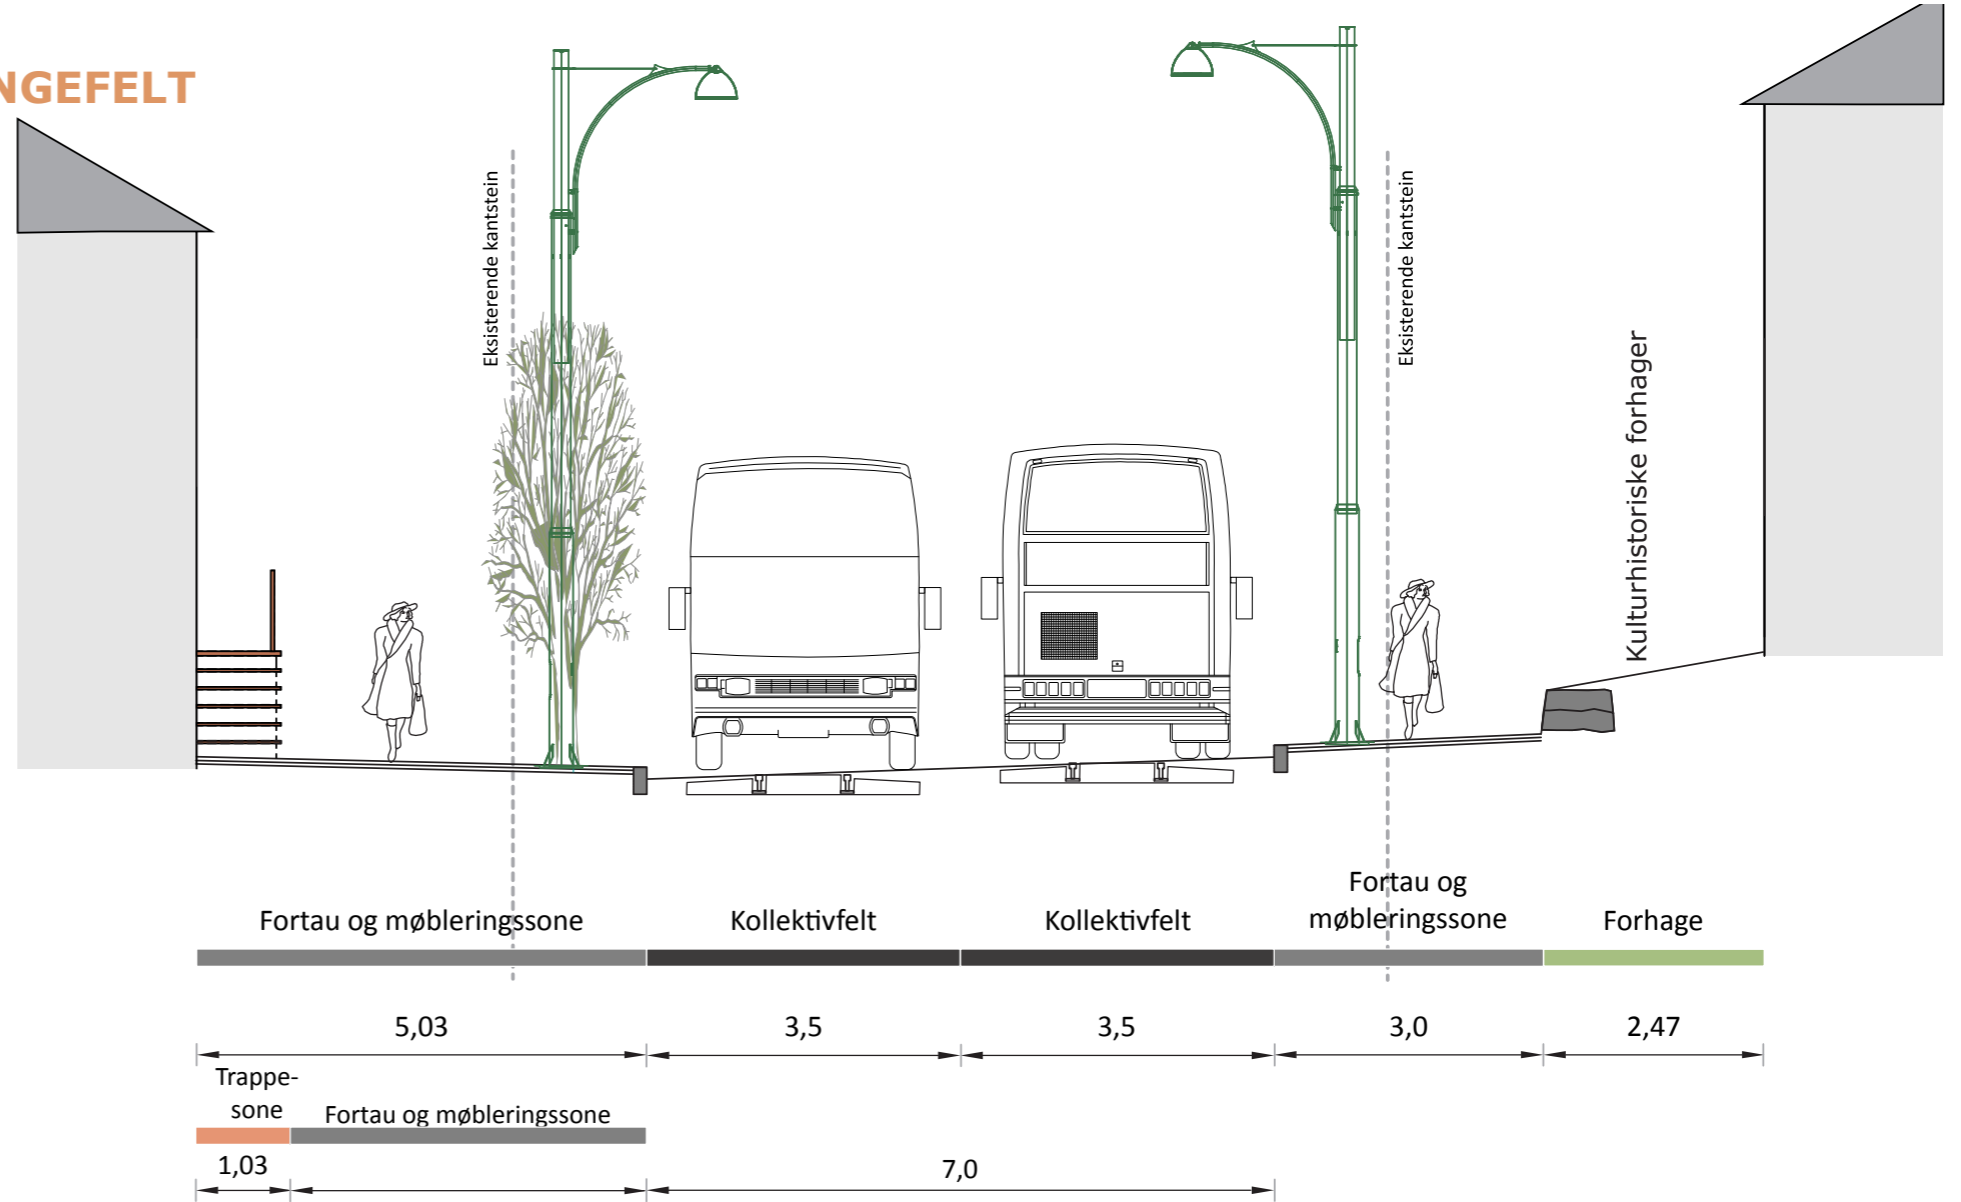 NGEFELT
Eksisterende kantstein
Eksisterende kantstein
Kulturhistoriske forhager
Fortau og møbleringssone
Kollektivfelt
Kollektivfelt
Fortau og
møbleringssone
Forhage
5,03
3,5
3,5
3,0
2,47
Trappe-
sone
Fortau og møbleringssone
1,03
7,0